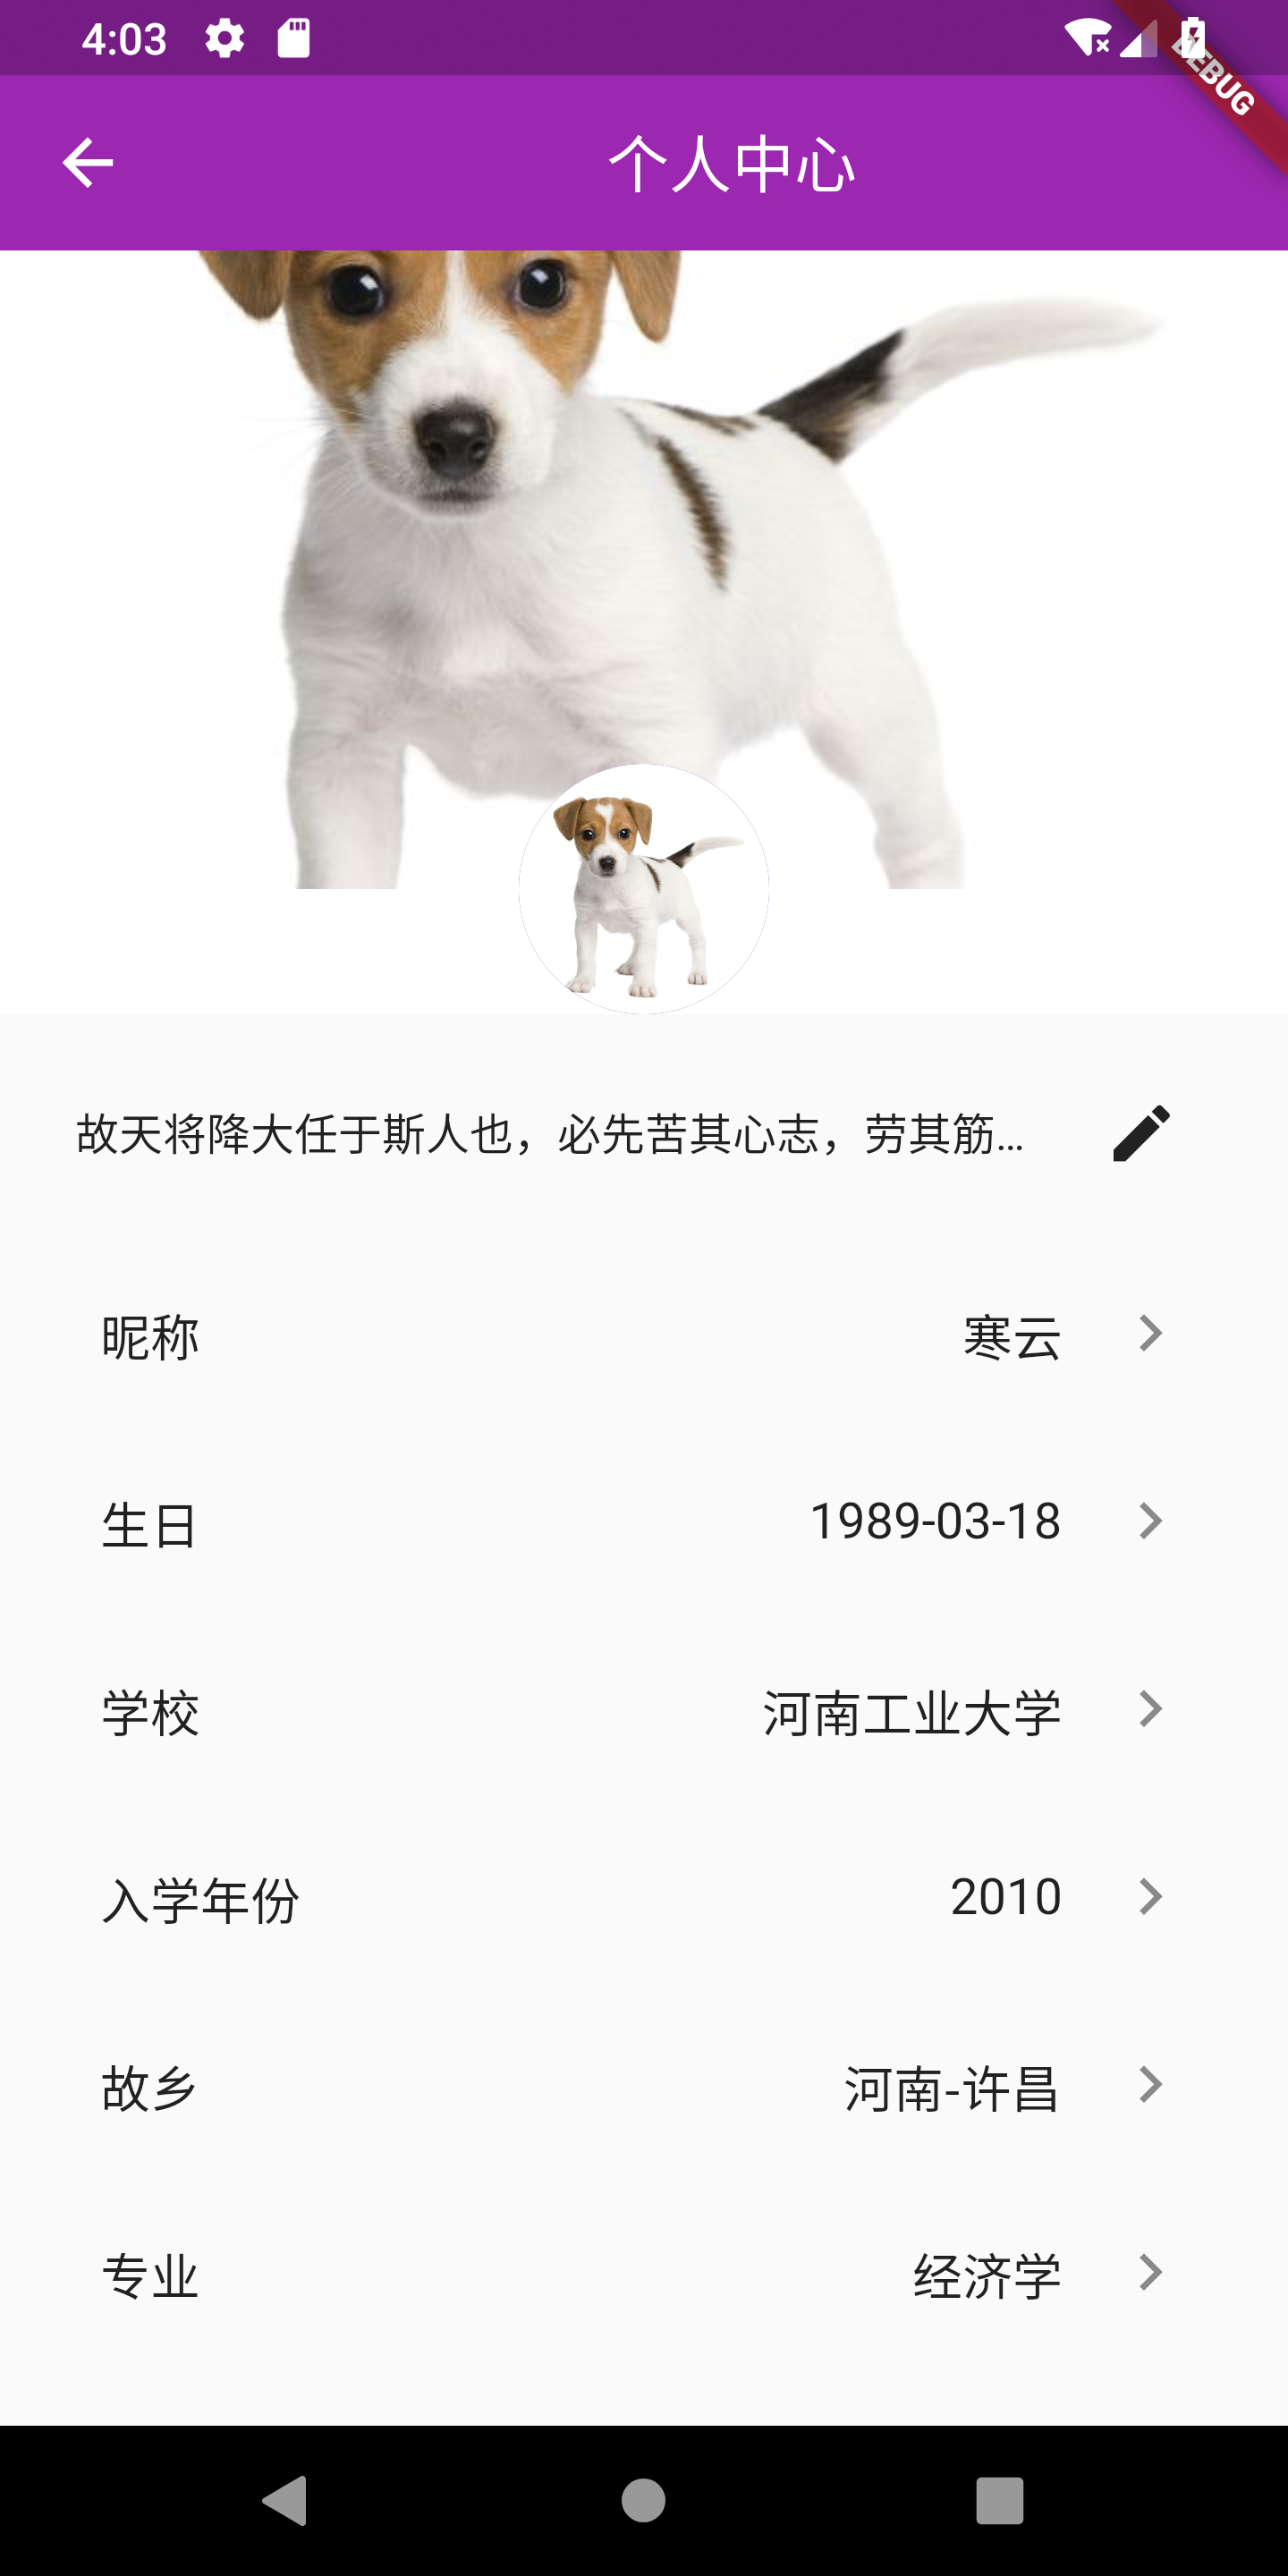 4:03
DEBUG
个人中心
故天将降大任于斯人也，必先苦其心志，劳其筋...
昵称 寒云
生日 1989-03-18
学校 河南工业大学
入学年份 2010
故乡 河南-许昌
专业 经济学